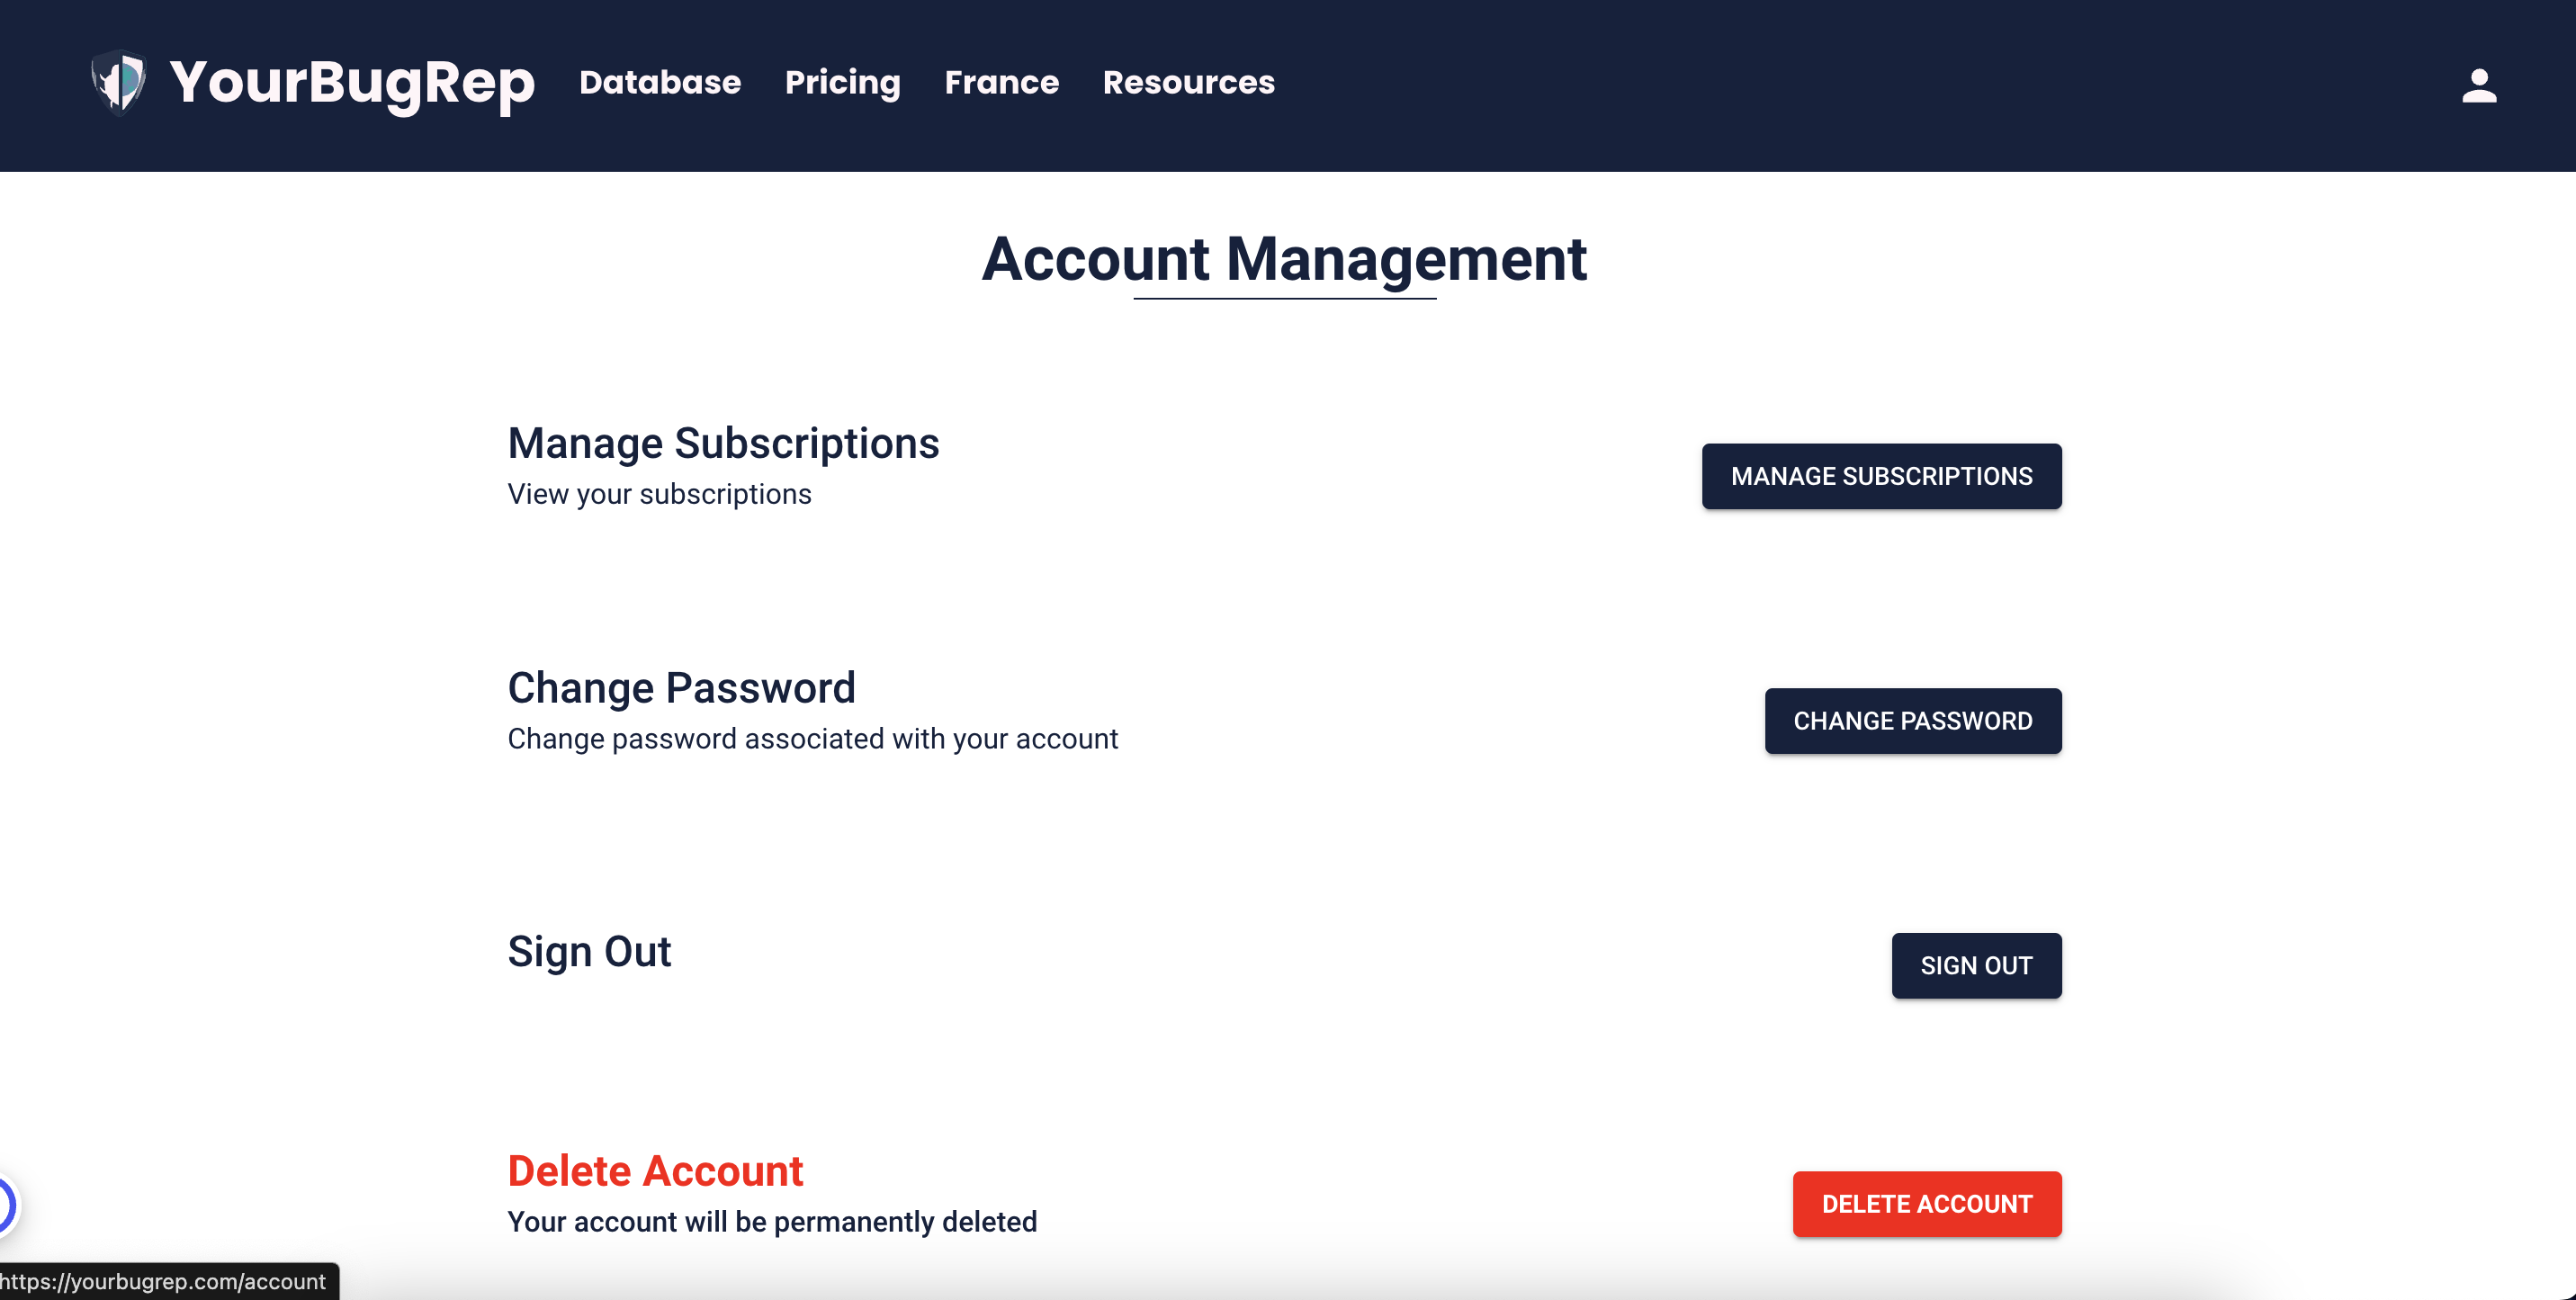 YourBugRep Database Pricing France Resources
Account Management
Manage Subscriptions
View your subscriptions
MANAGE SUBSCRIPTIONS
Change Password
Change password associated with your account
CHANGE PASSWORD
Sign Out
SIGN OUT
Delete Account
Your account will be permanently deleted
DELETE ACCOUNT
https://yourbugrep.com/account